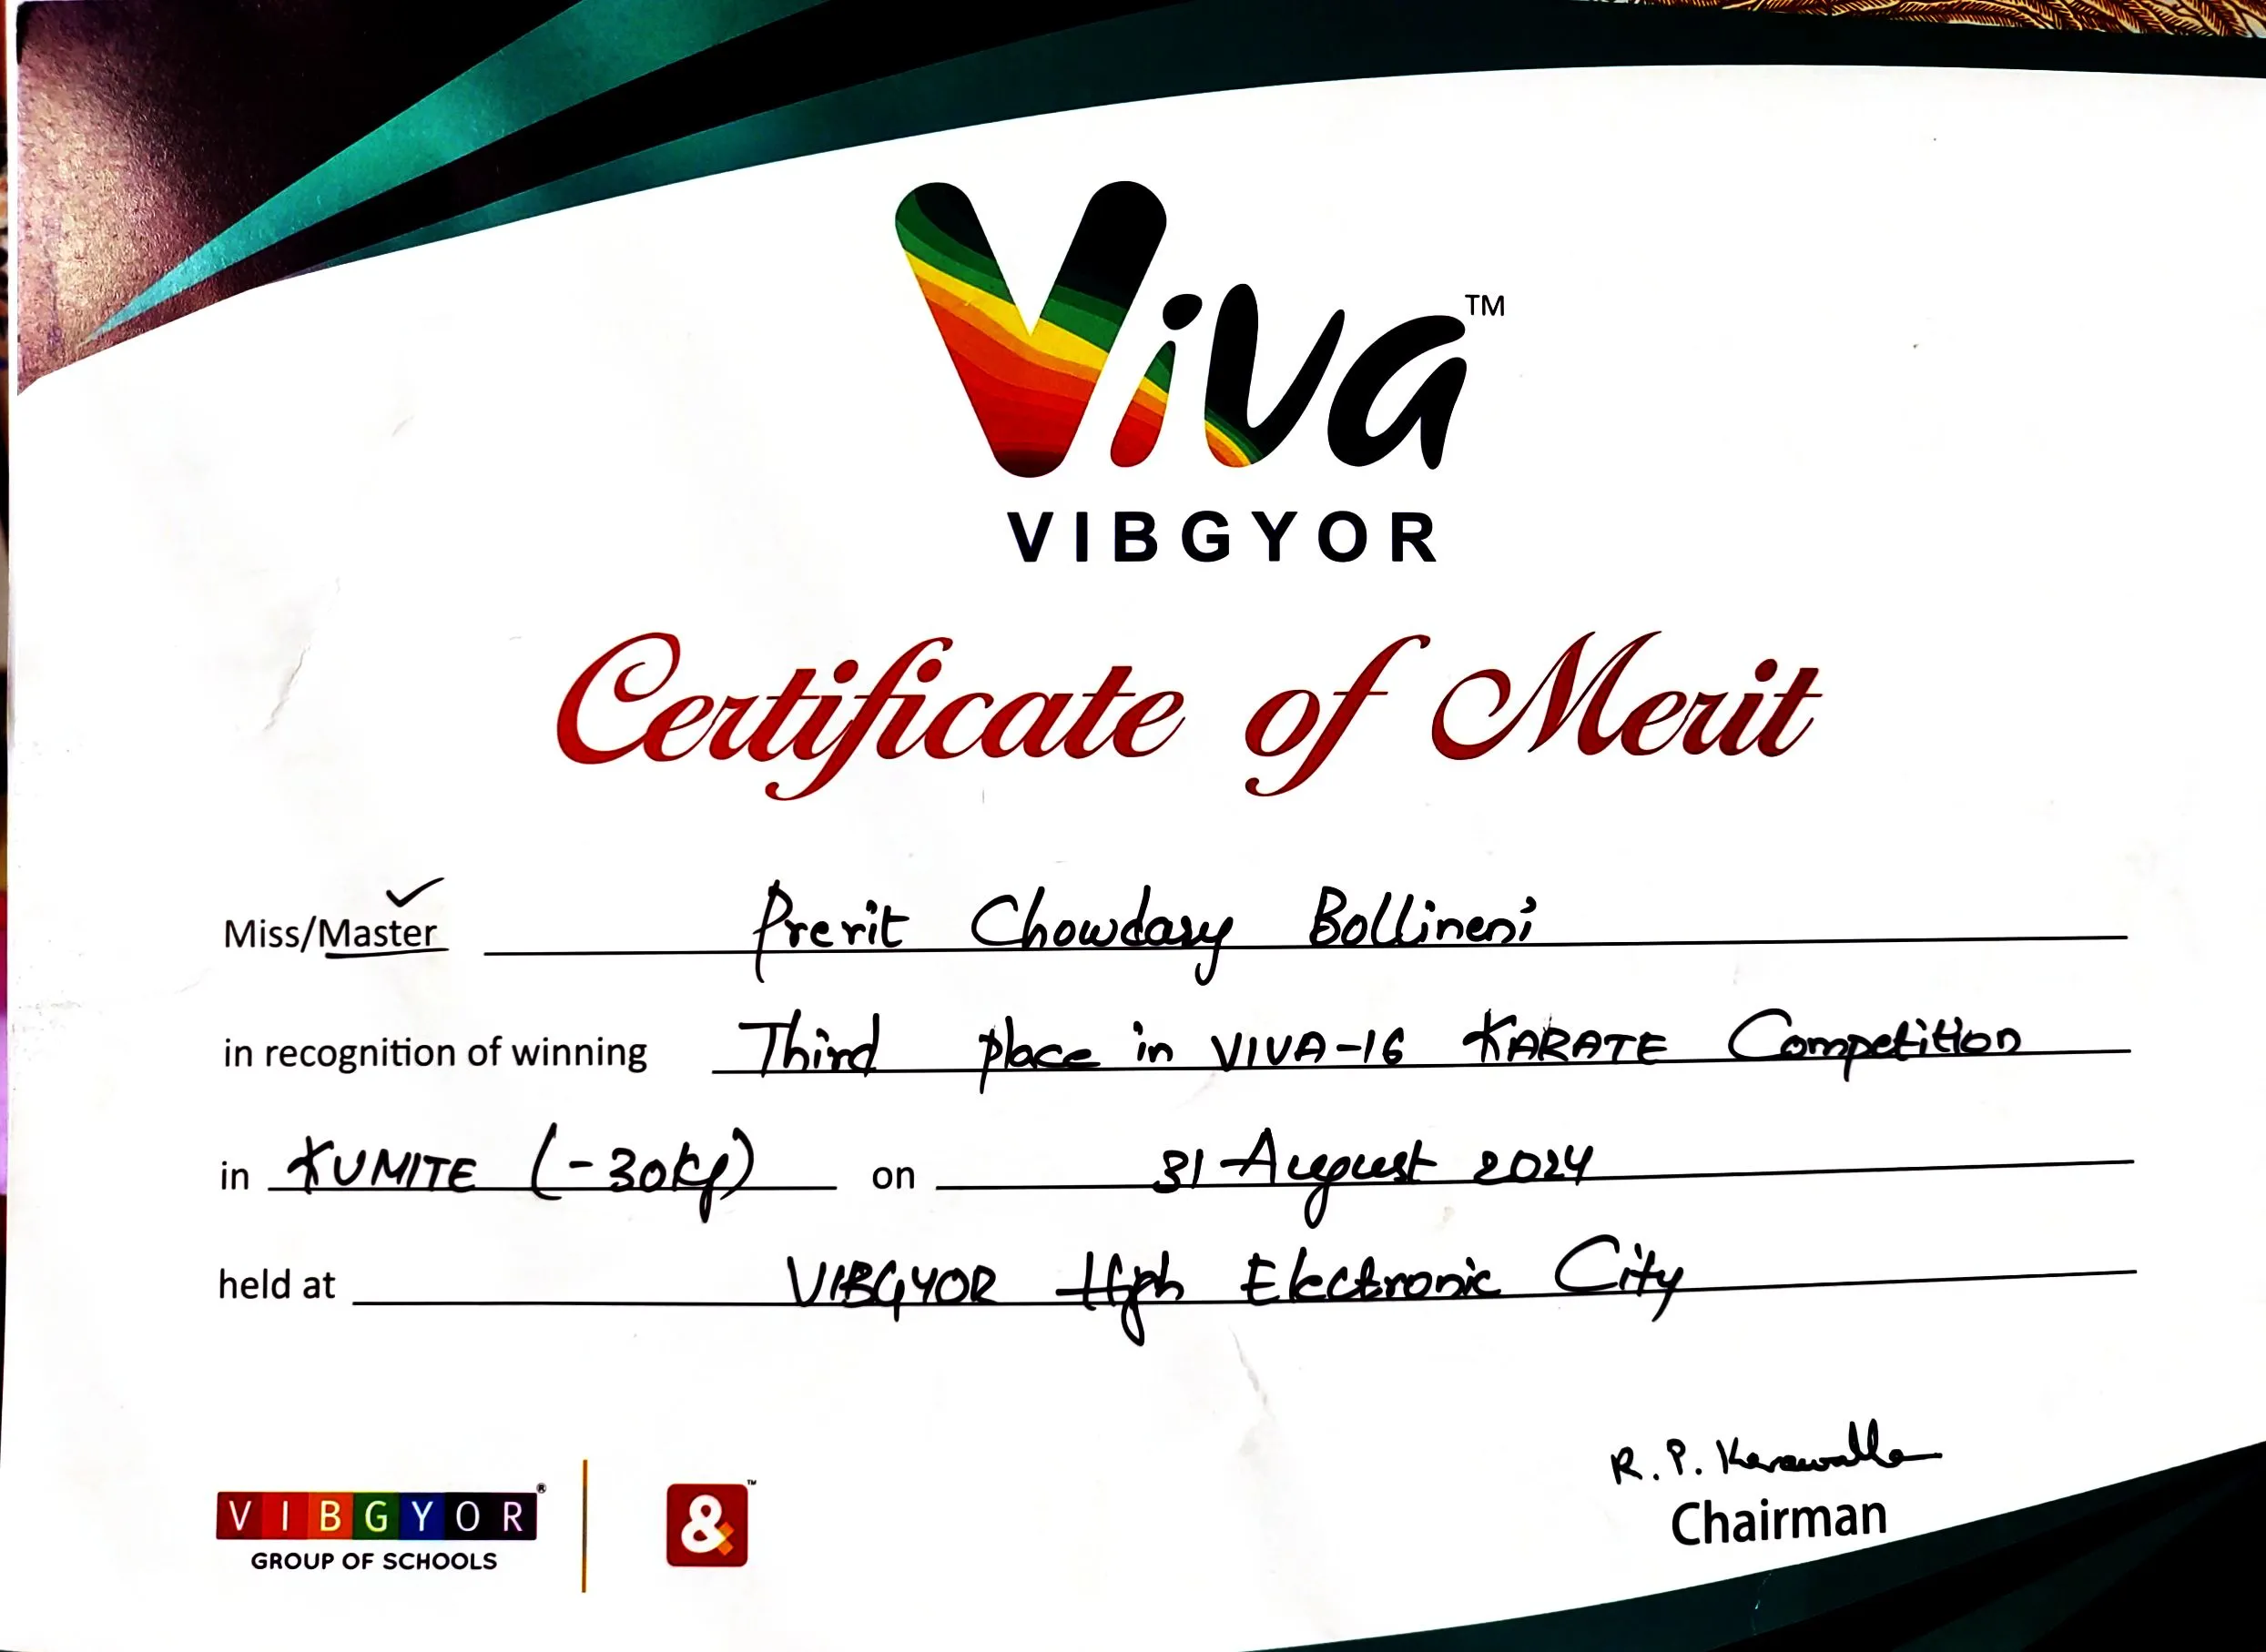 Viva TM
VIBGYOR
Certificate of Merit
Miss/Master Prerit Chowdary Bollineni
in recognition of winning Third place in VIVA-16 KARATE Competition
in KUMITE (-30kg) on 31 August 2024
held at VIBGYOR High Electronic City
R. P. Karawalla
Chairman
VIBGYOR ® & ™
GROUP OF SCHOOLS